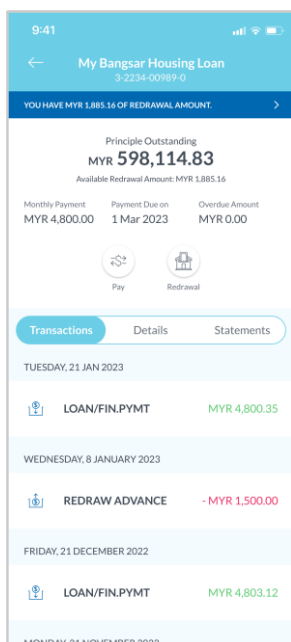 9:41
My Bangsar Housing Loan
3-2234-00989-0
YOU HAVE MYR 1,885.16 OF REDRAWAL AMOUNT.
Principle Outstanding
MYR 598,114.83
Available Redrawal Amount: MYR 1,885.16
Monthly Payment Payment Due on Overdue Amount
MYR 4,800.00 1 Mar 2023 MYR 0.00
Pay Redrawal
Transactions Details Statements
TUESDAY, 21 JAN 2023
LOAN/FIN.PYMT MYR 4,800.35
WEDNESDAY, 8 JANUARY 2023
REDRAW ADVANCE - MYR 1,500.00
FRIDAY, 21 DECEMBER 2022
LOAN/FIN.PYMT MYR 4,803.12
MONDAY, 21 NOVEMBER 2022